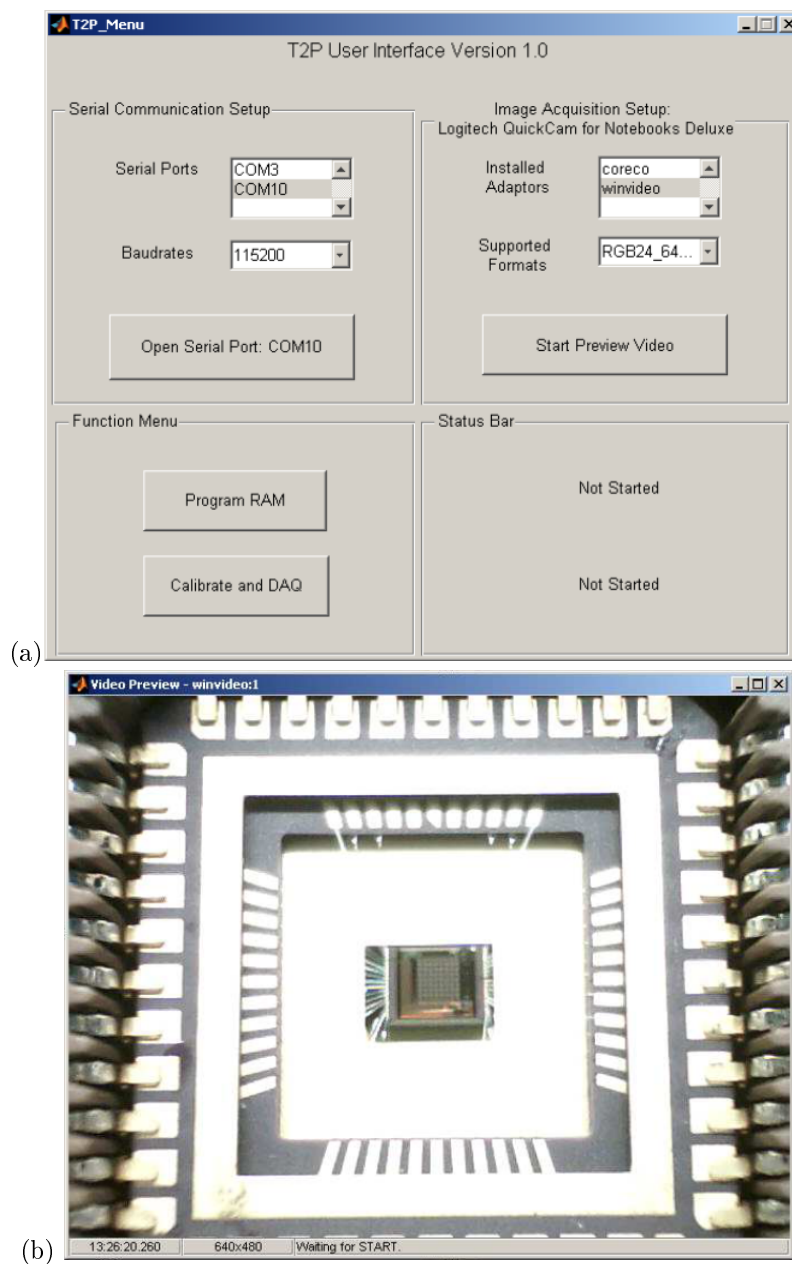 T2P_Menu
T2P User Interface Version 1.0
Serial Communication Setup
Serial Ports
COM3
COM10
Baudrates
115200
Open Serial Port: COM10
Image Acquisition Setup:
Logitech QuickCam for Notebooks Deluxe
Installed
Adaptors
coreco
winvideo
Supported
Formats
RGB24_64...
Start Preview Video
Function Menu
Program RAM
Calibrate and DAQ
Status Bar
Not Started
Not Started
(a)
Video Preview - winvideo:1
13:26:20.260 640x480 Waiting for START.
(b)